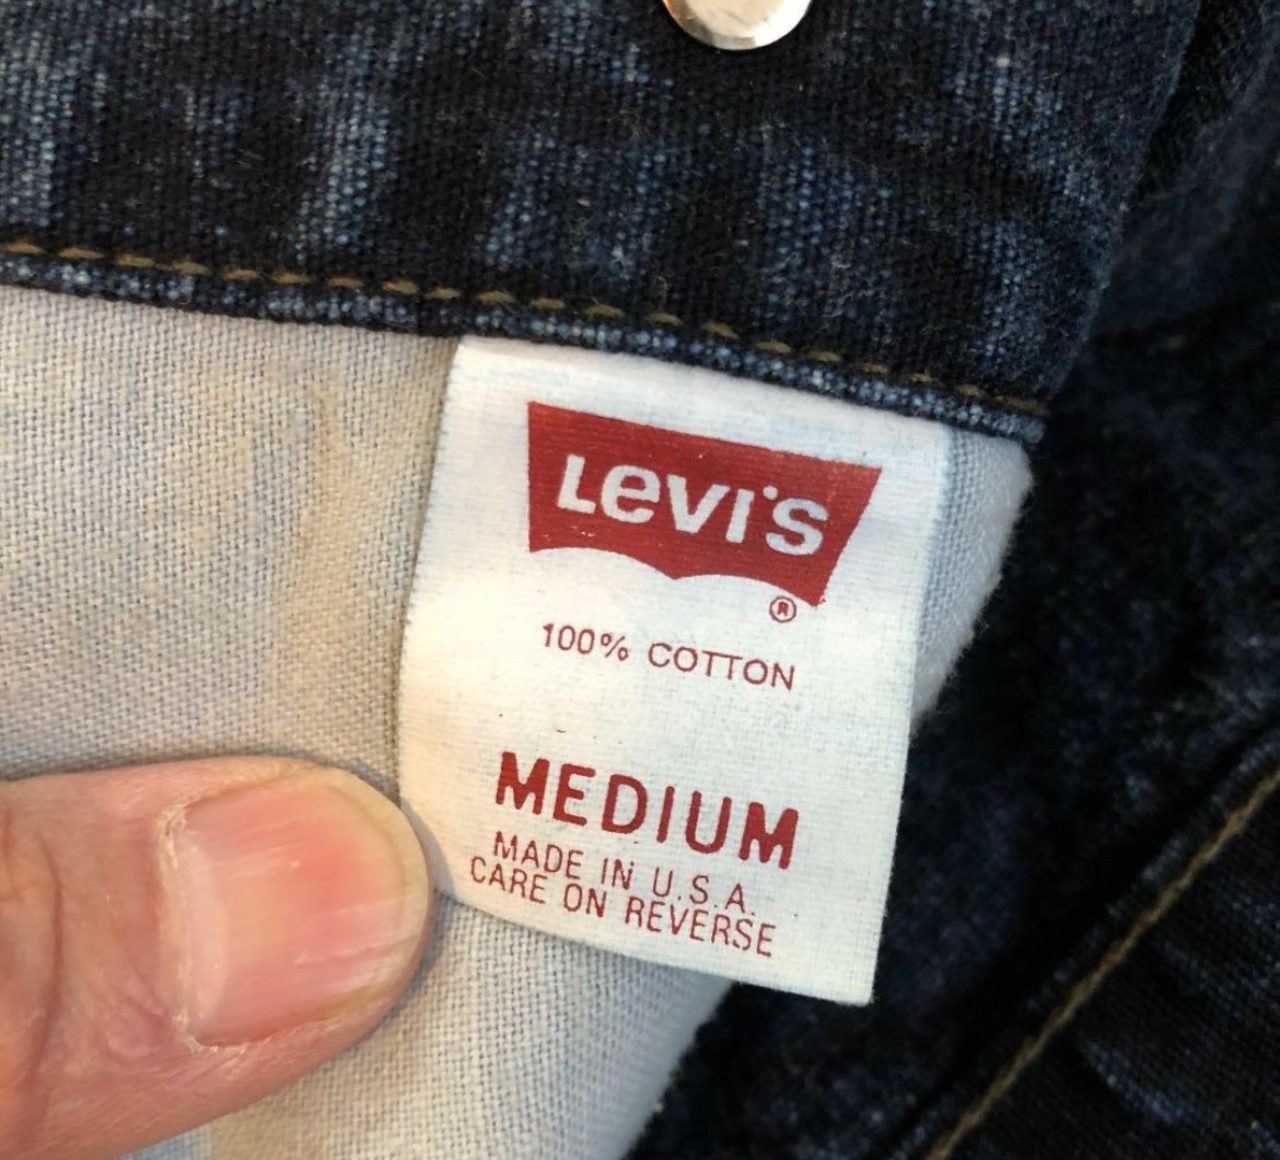 Levi's
®
100% COTTON
MEDIUM
MADE IN U.S.A.
CARE ON REVERSE